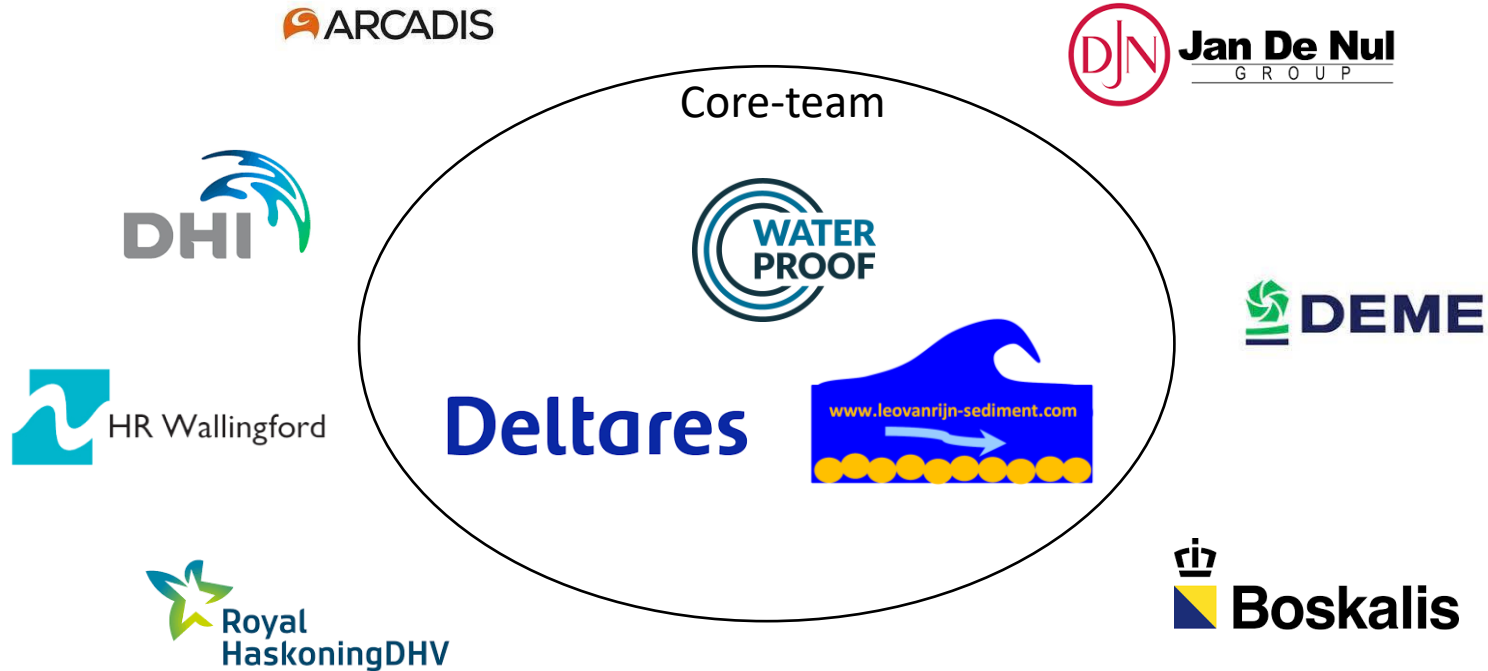 ARCADIS
DJN
Jan De Nul
GROUP
Core-team
DHI
WATER
PROOF
DEME
www.leovanrijn-sediment.com
HR Wallingford
Deltares
Royal
HaskoningDHV
Boskalis